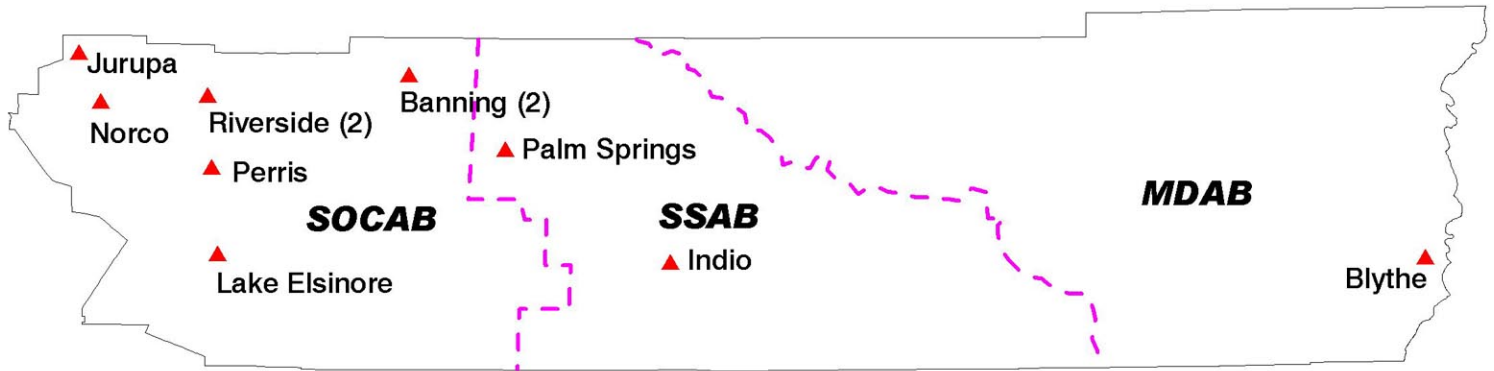 Jurupa
Norco
Riverside (2)
Banning (2)
Perris
Palm Springs
SOCAB
SSAB
MDAB
Lake Elsinore
Indio
Blythe